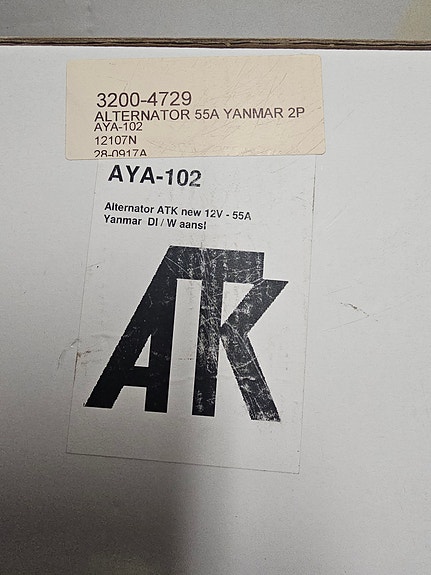 3200-4729
ALTERNATOR 55A YANMAR 2P
AYA-102
12107N
28-0917A
AYA-102
Alternator ATK new 12V - 55A
Yanmar DI / W aansl
ATK